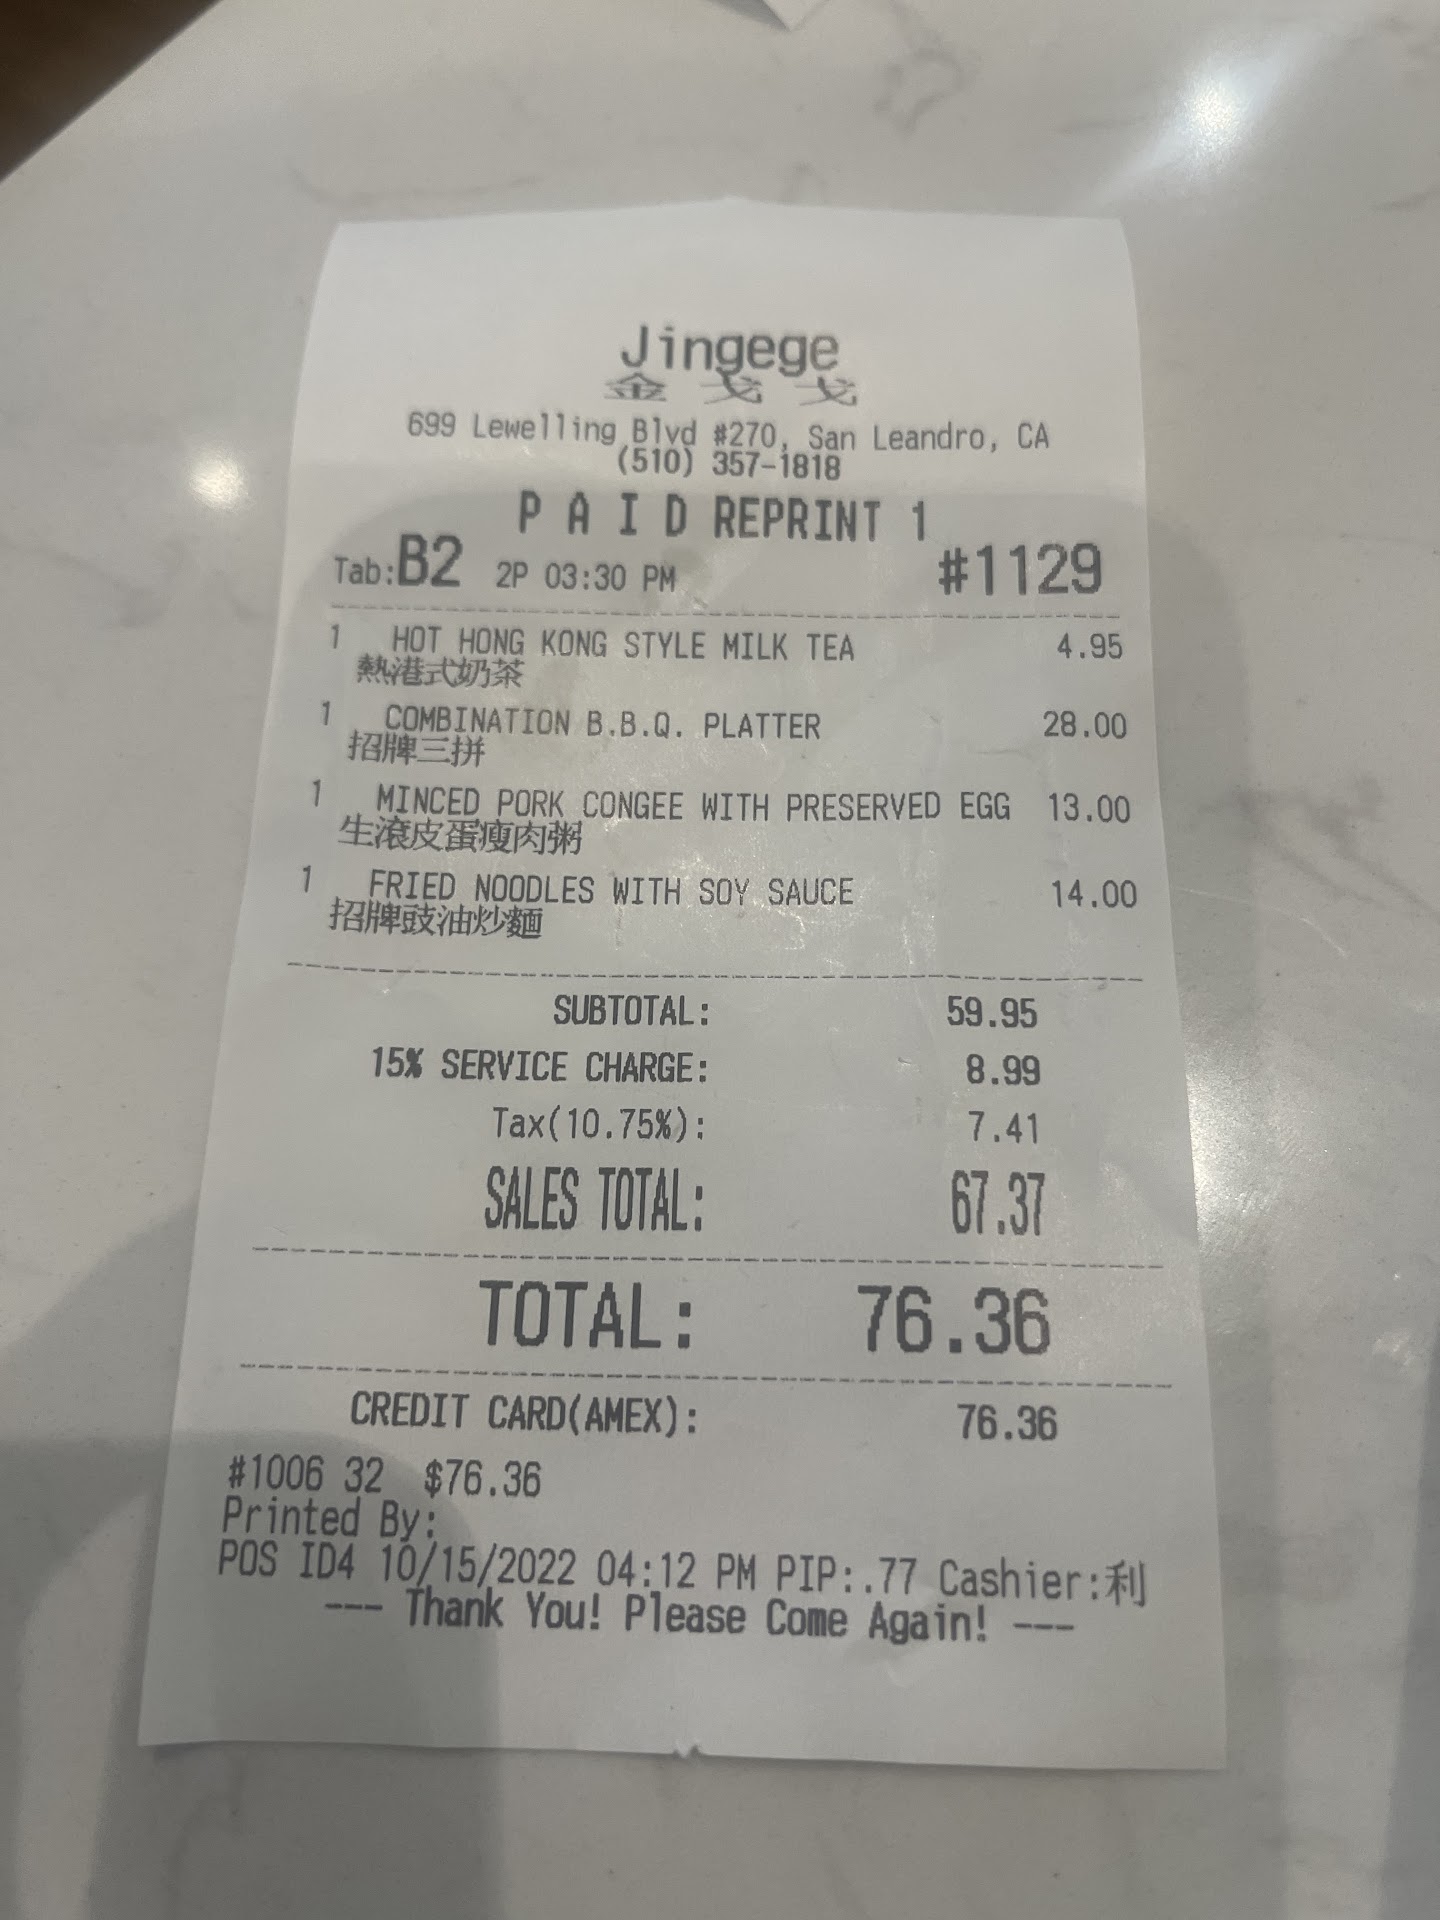 Jingege
金戈戈
699 Lewelling Blvd #270, San Leandro, CA
(510) 357-1818
P A I D REPRINT 1
Tab:B2 2P 03:30 PM #1129
1 HOT HONG KONG STYLE MILK TEA 4.95
熱港式奶茶
1 COMBINATION B.B.Q. PLATTER 28.00
招牌三拼
1 MINCED PORK CONGEE WITH PRESERVED EGG 13.00
生滾皮蛋瘦肉粥
1 FRIED NOODLES WITH SOY SAUCE 14.00
招牌豉油炒麵
SUBTOTAL: 59.95
15% SERVICE CHARGE: 8.99
Tax(10.75%): 7.41
SALES TOTAL: 67.37
TOTAL: 76.36
CREDIT CARD(AMEX): 76.36
#1006 32 $76.36
Printed By:
POS ID4 10/15/2022 04:12 PM PIP:.77 Cashier:利
--- Thank You! Please Come Again! ---